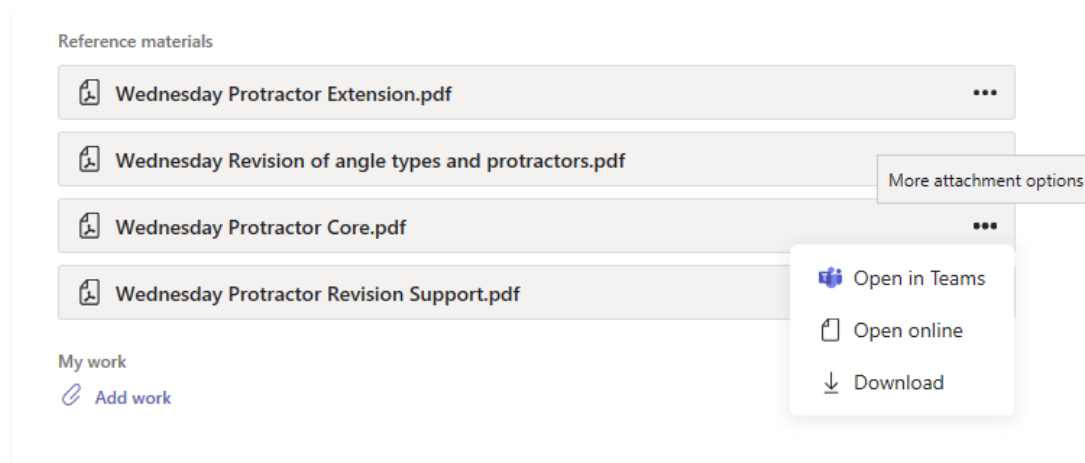 Reference materials
Wednesday Protractor Extension.pdf
Wednesday Revision of angle types and protractors.pdf
More attachment options
Wednesday Protractor Core.pdf
Open in Teams
Wednesday Protractor Revision Support.pdf
Open online
My work
Download
Add work